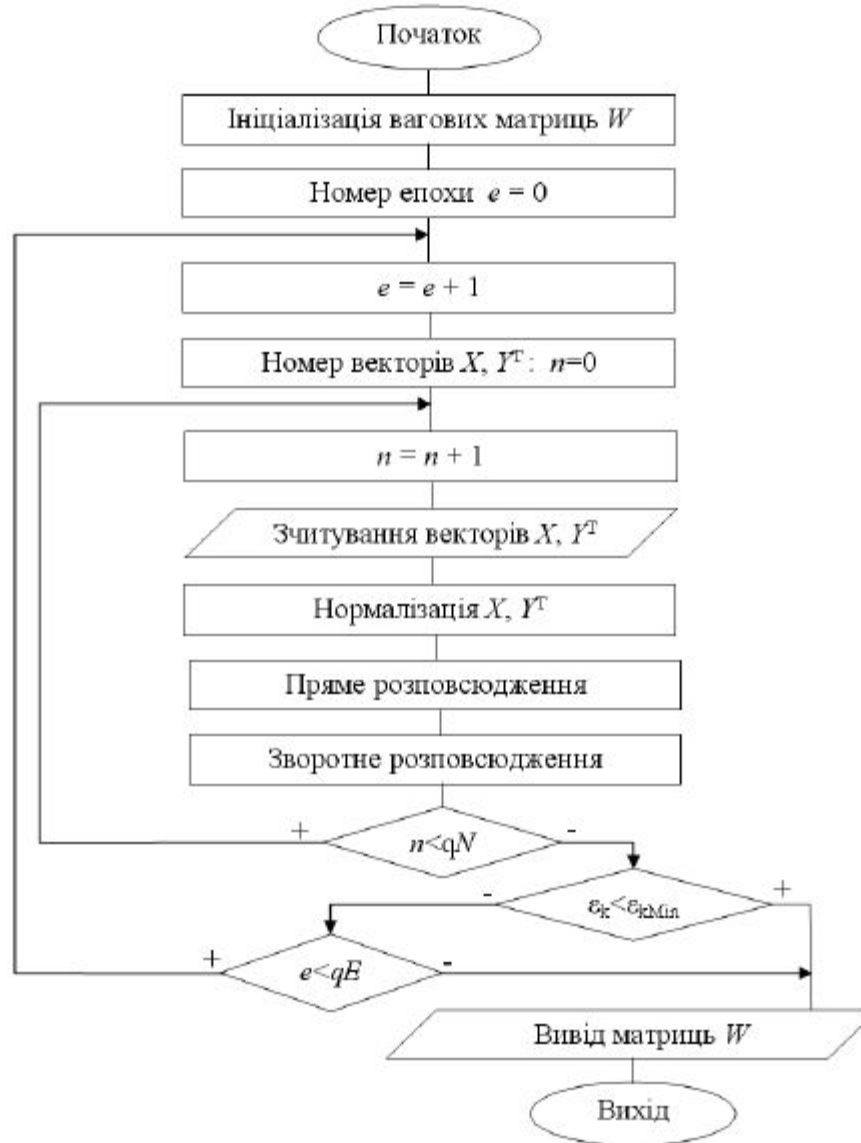 Початок
Ініціалізація вагових матриць W
Номер епохи e = 0
e = e + 1
Номер векторів X, Yᵀ : n=0
n = n + 1
Зчитування векторів X, Yᵀ
Нормалізація X, Yᵀ
Пряме розповсюдження
Зворотне розповсюдження
+ n<qN -
- εₖ<εₖMin +
+ e<qE -
Вивід матриць W
Вихід